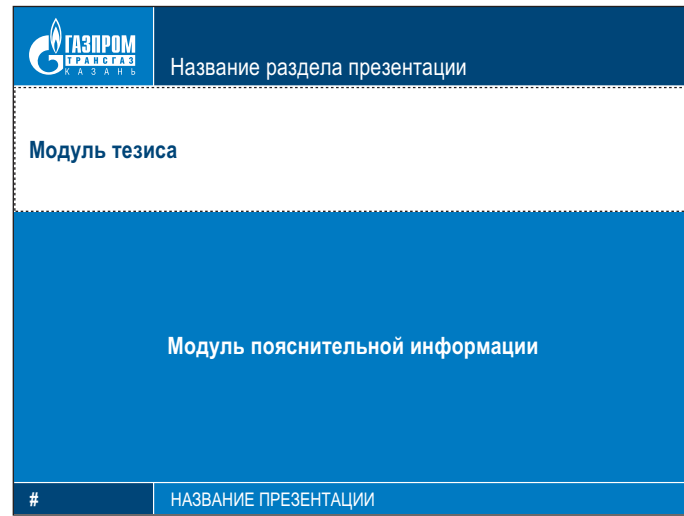 ГАЗПРОМ
ТРАНСГАЗ
КАЗАНЬ
Название раздела презентации
Модуль тезиса
Модуль пояснительной информации
#
НАЗВАНИЕ ПРЕЗЕНТАЦИИ